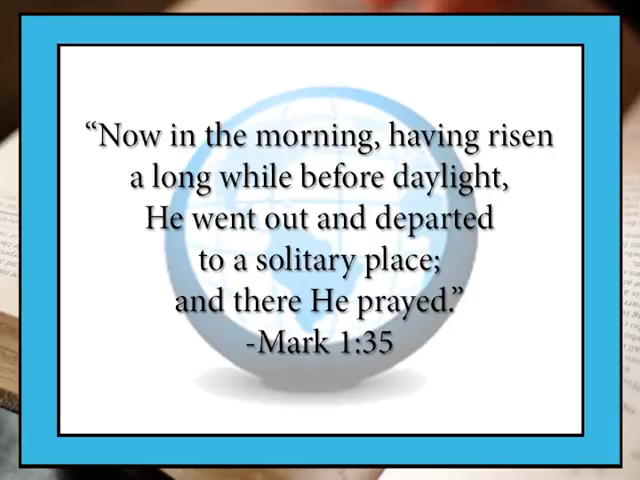 “Now in the morning, having risen
a long while before daylight,
He went out and departed
to a solitary place;
and there He prayed.”
-Mark 1:35